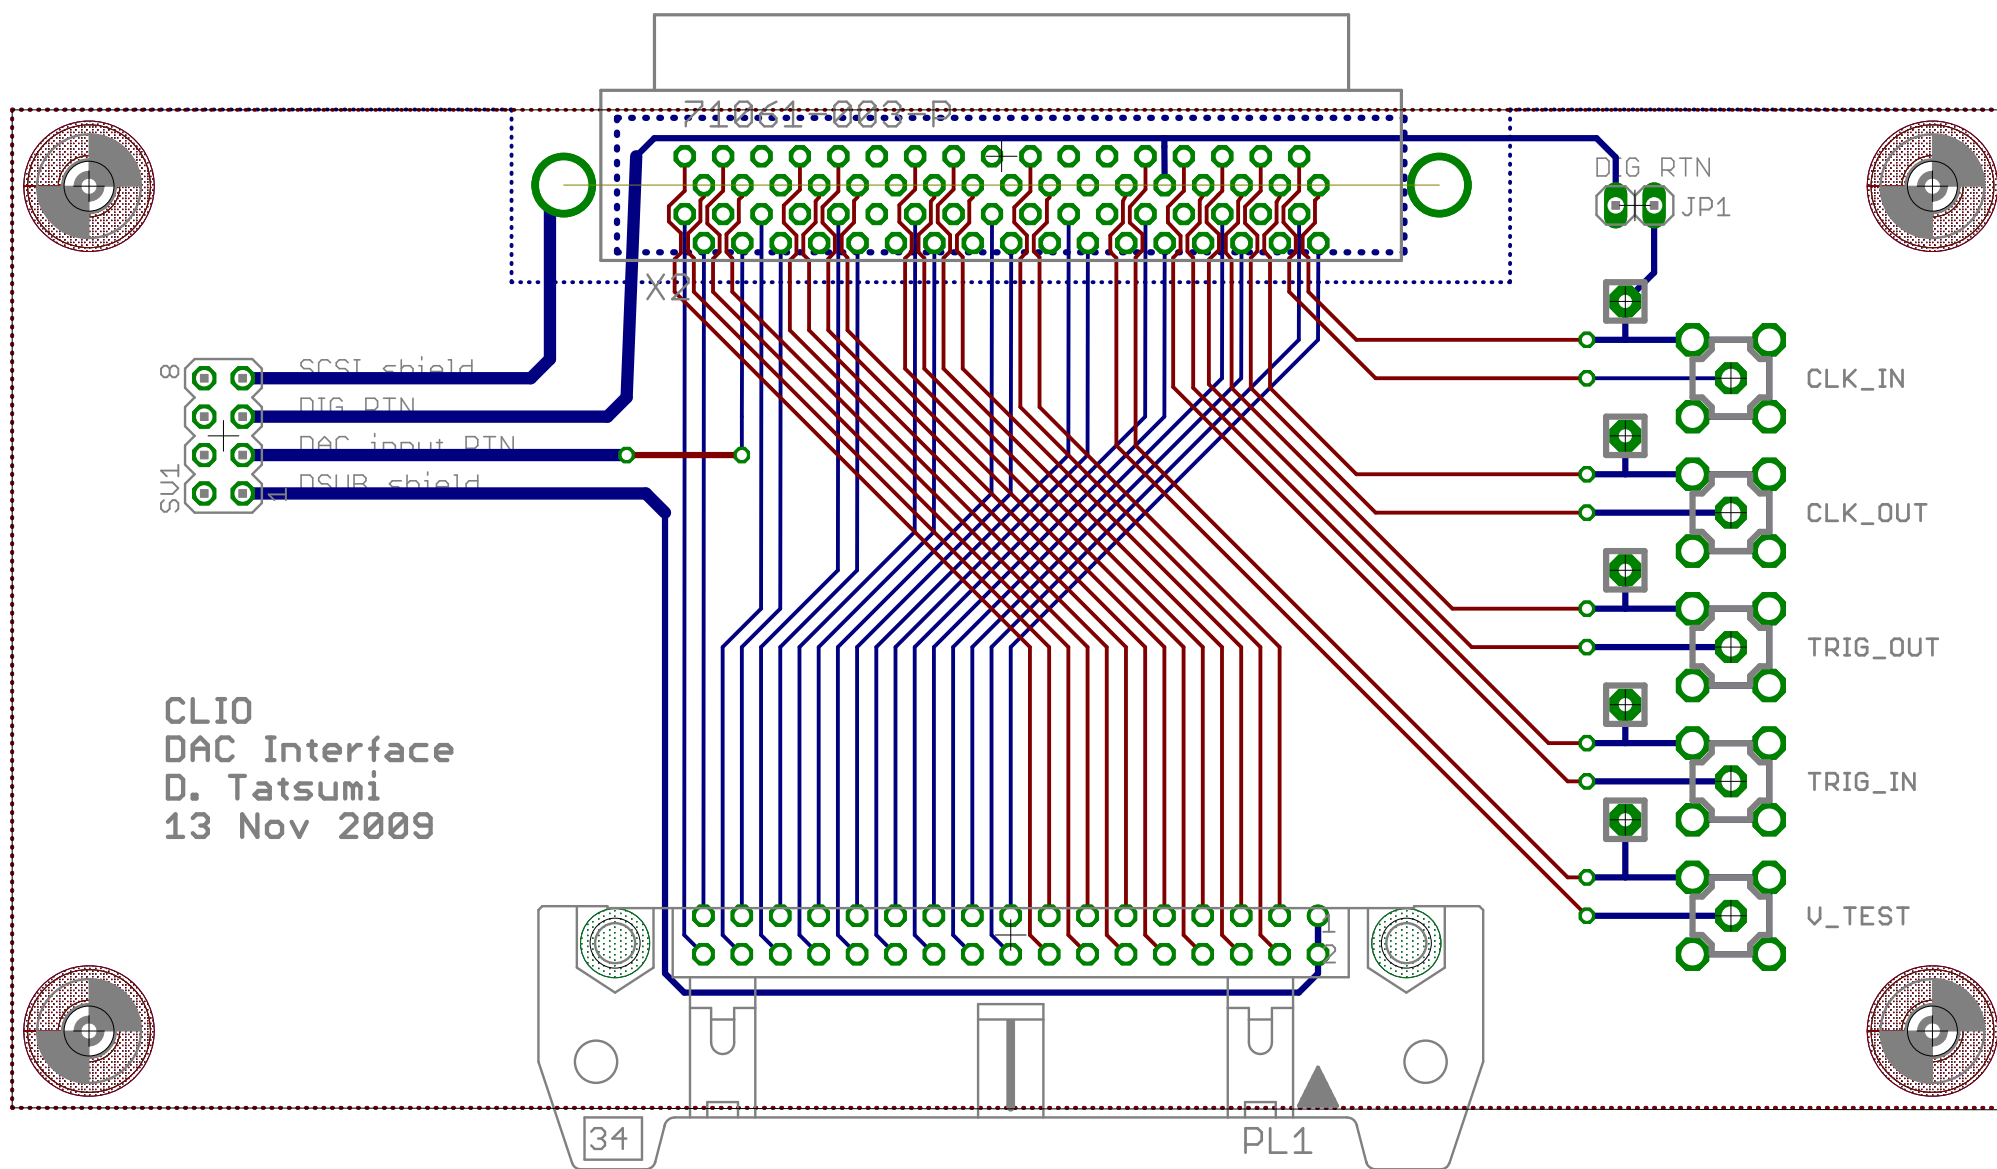 71061-003-P
DIG RTN
JP1
X2
8
SCSI shield
DIG RTN
DAC input RTN
DSUB shield
SV1
1
CLK_IN
CLK_OUT
TRIG_OUT
TRIG_IN
V_TEST
CLIO
DAC Interface
D. Tatsumi
13 Nov 2009
1
2
34
PL1